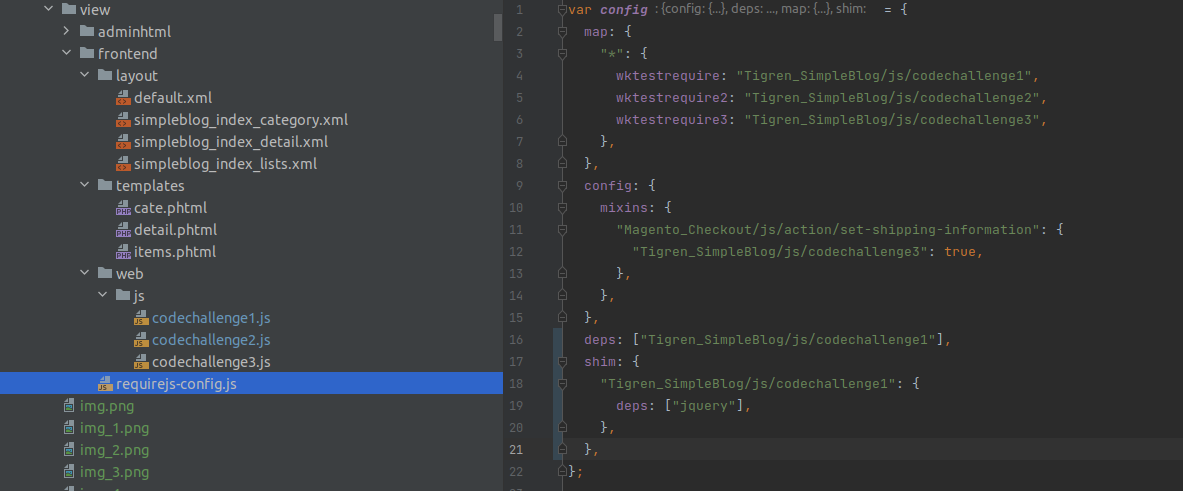 view
adminhtml
frontend
layout
default.xml
simpleblog_index_category.xml
simpleblog_index_detail.xml
simpleblog_index_lists.xml
templates
cate.phtml
detail.phtml
items.phtml
web
js
codechallenge1.js
codechallenge2.js
codechallenge3.js
requirejs-config.js
img.png
img_1.png
img_2.png
img_3.png
1 var config : {config: {...}, deps: ..., map: {...}, shim: = {
2 map: {
3 "*": {
4 wktestrequire: "Tigren_SimpleBlog/js/codechallenge1",
5 wktestrequire2: "Tigren_SimpleBlog/js/codechallenge2",
6 wktestrequire3: "Tigren_SimpleBlog/js/codechallenge3",
7 },
8 },
9 config: {
10 mixins: {
11 "Magento_Checkout/js/action/set-shipping-information": {
12 "Tigren_SimpleBlog/js/codechallenge3": true,
13 },
14 },
15 },
16 deps: ["Tigren_SimpleBlog/js/codechallenge1"],
17 shim: {
18 "Tigren_SimpleBlog/js/codechallenge1": {
19 deps: ["jquery"],
20 },
21 },
22 };